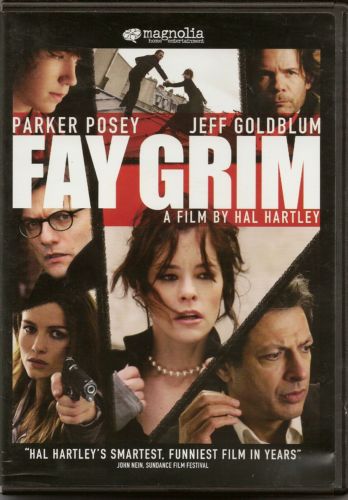 magnolia
home entertainment
PARKER POSEY JEFF GOLDBLUM
FAY GRIM
A FILM BY HAL HARTLEY
"HAL HARTLEY'S SMARTEST, FUNNIEST FILM IN YEARS"
JOHN NEIN, SUNDANCE FILM FESTIVAL